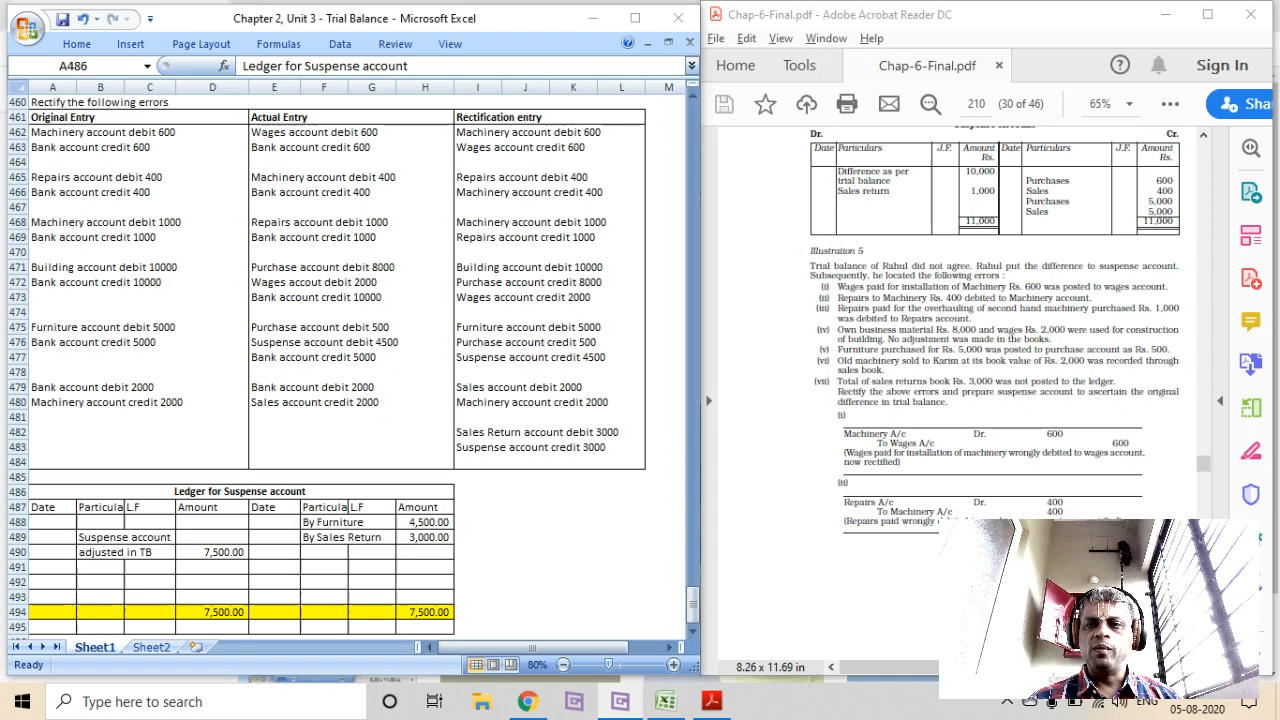 Chapter 2, Unit 3 - Trial Balance - Microsoft Excel
Home Insert Page Layout Formulas Data Review View
A486 fx Ledger for Suspense account
A B C D E F G H I J K L M
460 Rectify the following errors
461 Original Entry Actual Entry Rectification entry
462 Machinery account debit 600 Wages account debit 600 Machinery account debit 600
463 Bank account credit 600 Bank account credit 600 Wages account credit 600
464
465 Repairs account debit 400 Machinery account debit 400 Repairs account debit 400
466 Bank account credit 400 Bank account credit 400 Machinery account credit 400
467
468 Machinery account debit 1000 Repairs account debit 1000 Machinery account debit 1000
469 Bank account credit 1000 Bank account credit 1000 Repairs account credit 1000
470
471 Building account debit 10000 Purchase account debit 8000 Building account debit 10000
472 Bank account credit 10000 Wages accout debit 2000 Purchase account credit 8000
473 Bank account credit 10000 Wages account credit 2000
474
475 Furniture account debit 5000 Purchase account debit 500 Furniture account debit 5000
476 Bank account credit 5000 Suspense account debit 4500 Purchase account credit 500
477 Bank account credit 5000 Suspense account credit 4500
478
479 Bank account debit 2000 Bank account debit 2000 Sales account debit 2000
480 Machinery account credit 2000 Sales account credit 2000 Machinery account credit 2000
481
482 Sales Return account debit 3000
483 Suspense account credit 3000
484
485
486 Ledger for Suspense account
487 Date Particula L.F Amount Date Particula L.F Amount
488 By Furniture 4,500.00
489 Suspense account By Sales Return 3,000.00
490 adjusted in TB 7,500.00
491
492
493
494 7,500.00 7,500.00
495
Sheet1 Sheet2
Ready 80%
Chap-6-Final.pdf - Adobe Acrobat Reader DC
File Edit View Window Help
Home Tools Chap-6-Final.pdf Sign In
210 (30 of 46) 65% Shar
Dr. Cr.
Date Particulars J.F. Amount Date Particulars J.F. Amount
Rs. Rs.
Difference as per 10,000
trial balance Purchases 600
Sales return 1,000 Sales 400
Purchases 5,000
Sales 5,000
11,000 11,000
Illustration 5
Trial balance of Rahul did not agree. Rahul put the difference to suspense account.
Subsequently, he located the following errors :
(i) Wages paid for installation of Machinery Rs. 600 was posted to wages account.
(ii) Repairs to Machinery Rs. 400 debited to Machinery account.
(iii) Repairs paid for the overhauling of second hand machinery purchased Rs. 1,000
was debited to Repairs account.
(iv) Own business material Rs. 8,000 and wages Rs. 2,000 were used for construction
of building. No adjustment was made in the books.
(v) Furniture purchased for Rs. 5,000 was posted to purchase account as Rs. 500.
(vi) Old machinery sold to Karim at its book value of Rs. 2,000 was recorded through
sales book.
(vii) Total of sales returns book Rs. 3,000 was not posted to the ledger.
Rectify the above errors and prepare suspense account to ascertain the original
difference in trial balance.
(i)
Machinery A/c Dr. 600
To Wages A/c 600
(Wages paid for installation of machinery wrongly debited to wages account,
now rectified)
(ii)
Repairs A/c Dr. 400
To Machinery A/c 400
(Repairs paid wrongly
8.26 x 11.69 in
Type here to search
05-08-2020